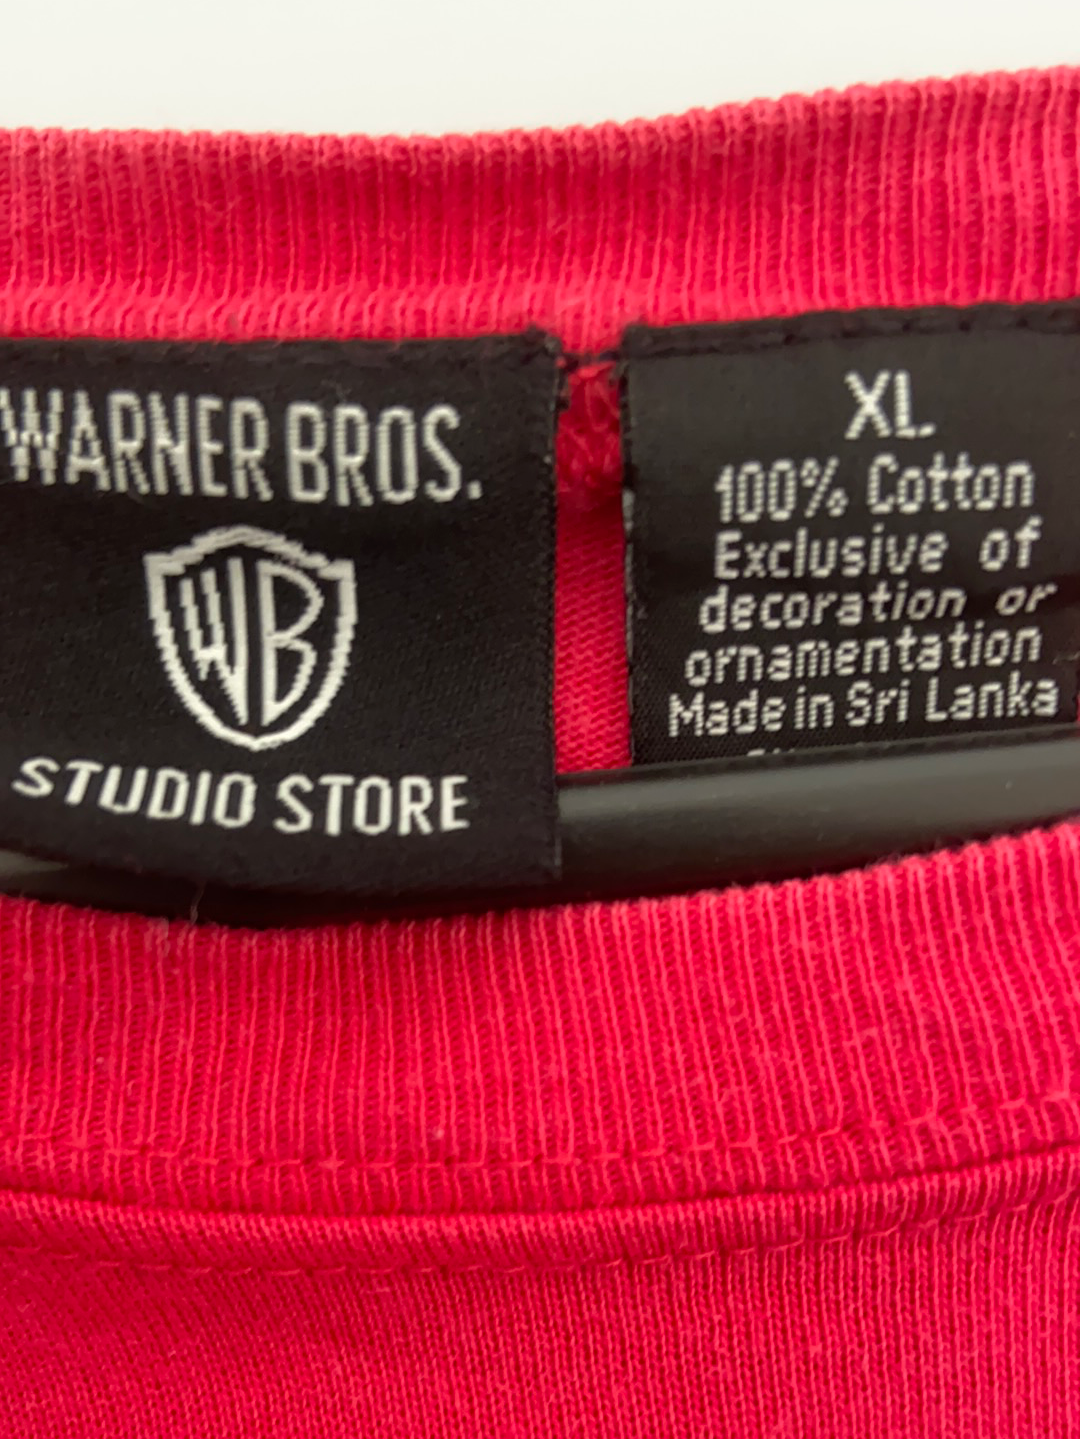 WARNER BROS.
WB
STUDIO STORE
XL
100% Cotton
Exclusive of
decoration or
ornamentation
Made in Sri Lanka